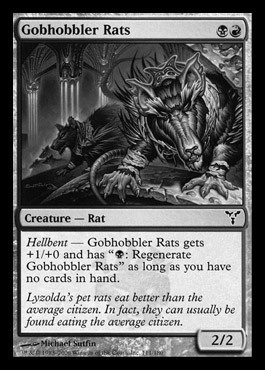 Gobhobbler Rats
Creature — Rat
Hellbent — Gobhobbler Rats gets
+1/+0 and has “: Regenerate
Gobhobbler Rats” as long as you have
no cards in hand.
Lyzolda's pet rats eat better than the
average citizen. In fact, they can usually be
found eating the average citizen.
Michael Sutfin
2/2